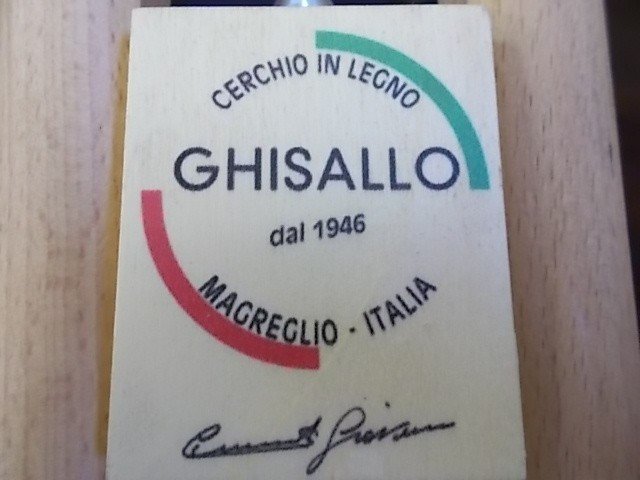 CERCHIO IN LEGNO
GHISALLO
dal 1946
MAGREGLIO - ITALIA